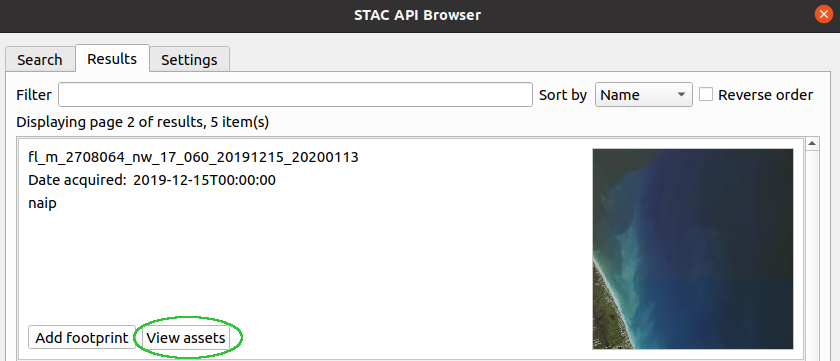 STAC API Browser
Search Results Settings
Filter Sort by Name Reverse order
Displaying page 2 of results, 5 item(s)
fl_m_2708064_nw_17_060_20191215_20200113
Date acquired: 2019-12-15T00:00:00
naip
Add footprint View assets